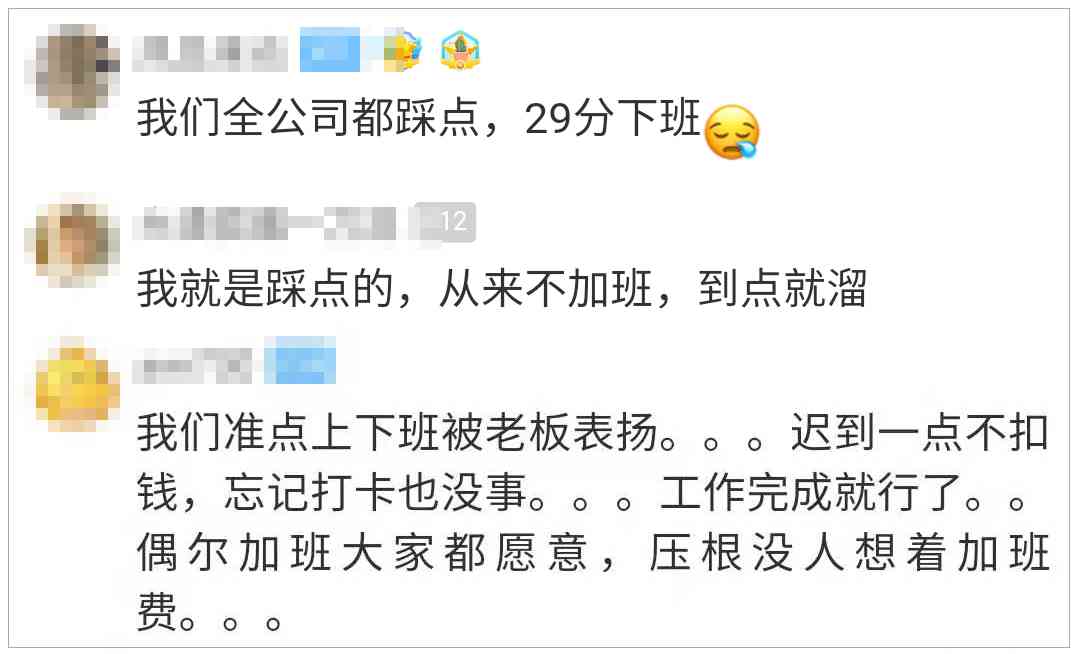 我们全公司都踩点，29分下班
12
我就是踩点的，从来不加班，到点就溜
我们准点上下班被老板表扬。。。迟到一点不扣
钱，忘记打卡也没事。。。工作完成就行了。。
偶尔加班大家都愿意，压根没人想着加班
费。。。